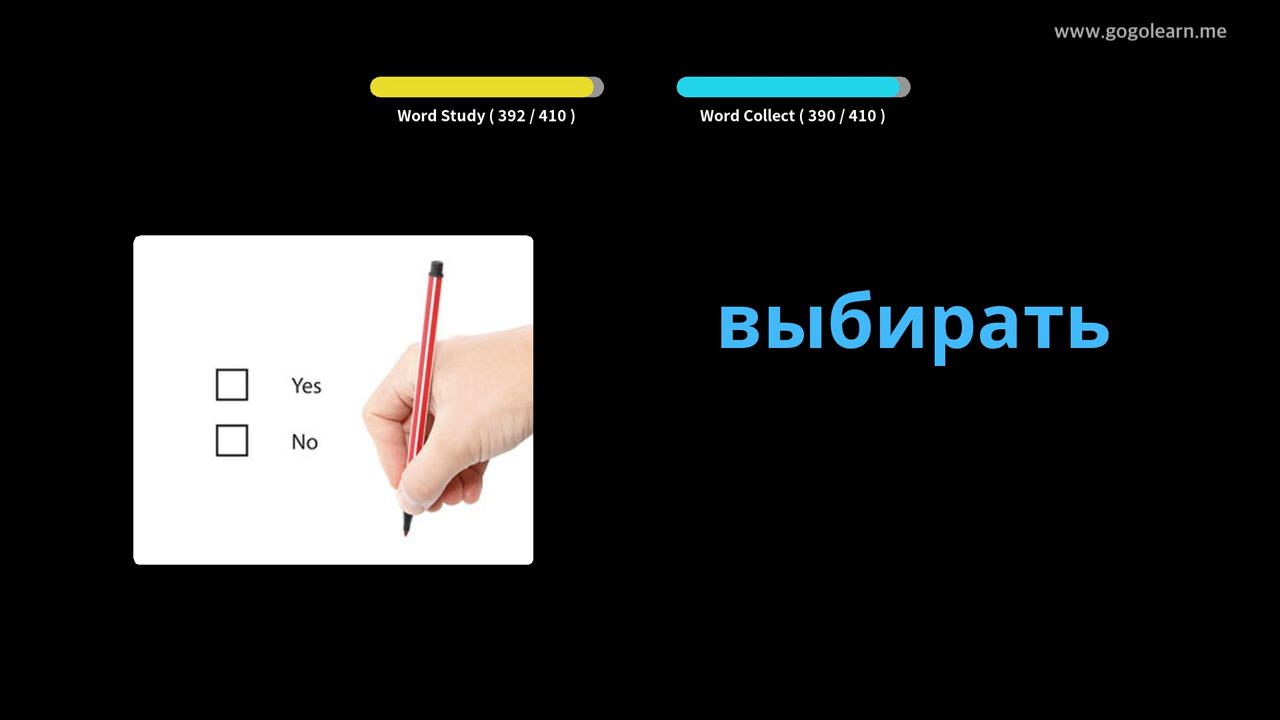 www.gogolearn.me
Word Study ( 392 / 410 )
Word Collect ( 390 / 410 )
выбирать
Yes
No